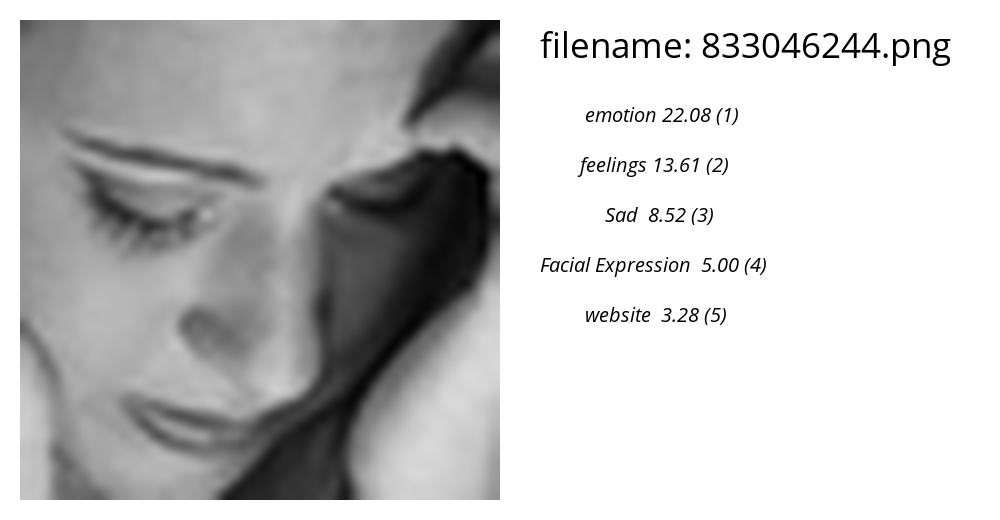 filename: 833046244.png
emotion 22.08 (1)
feelings 13.61 (2)
Sad 8.52 (3)
Facial Expression 5.00 (4)
website 3.28 (5)